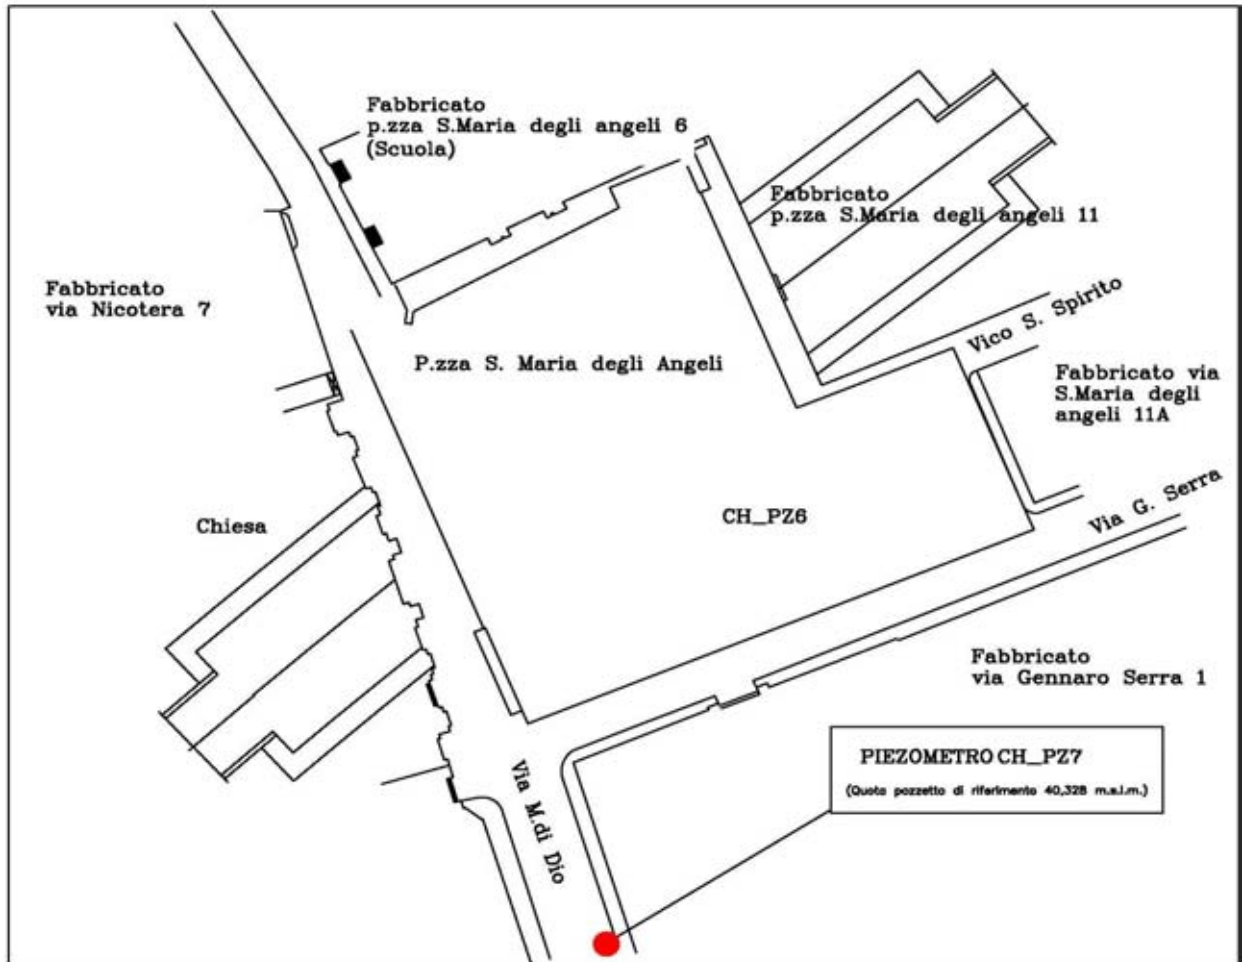 Fabbricato
p.zza S.Maria degli angeli 6
(Scuola)
Fabbricato
p.zza S.Maria degli angeli 11
Fabbricato
via Nicotera 7
Vico S. Spirito
P.zza S. Maria degli Angeli
Fabbricato via
S.Maria degli
angeli 11A
Via G. Serra
CH_PZ6
Chiesa
Fabbricato
via Gennaro Serra 1
PIEZOMETRO CH_PZ7
(Quota pozzetto di riferimento 40,328 m.s.l.m.)
Via M.di Dio